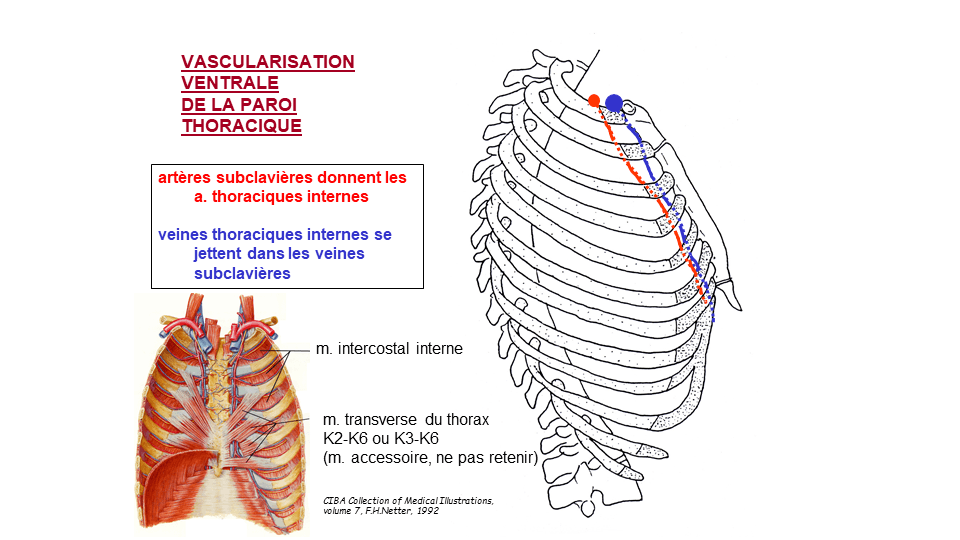 VASCULARISATION
VENTRALE
DE LA PAROI
THORACIQUE
artères subclavières donnent les
a. thoraciques internes
veines thoraciques internes se
jettent dans les veines
subclavières
m. intercostal interne
m. transverse du thorax
K2-K6 ou K3-K6
(m. accessoire, ne pas retenir)
CIBA Collection of Medical Illustrations,
volume 7, F.H.Netter, 1992